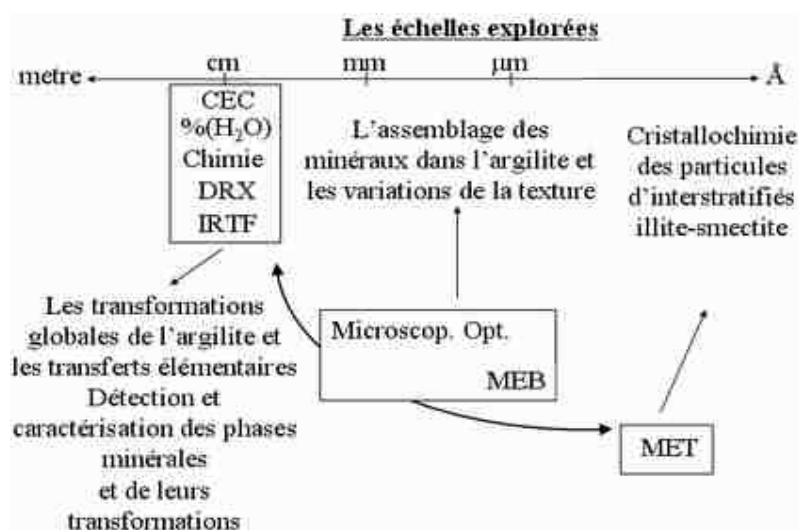 Les échelles explorées
metre cm mm µm Å
CEC
%(H₂O)
Chimie
DRX
IRTF
L'assemblage des
minéraux dans l'argilite et
les variations de la texture
Cristallochimie
des particules
d'interstratifiés
illite-smectite
Les transformations
globales de l'argilite et
les transferts élémentaires
Détection et
caractérisation des phases
minérales
et de leurs
transformations
Microscop. Opt.
MEB
MET